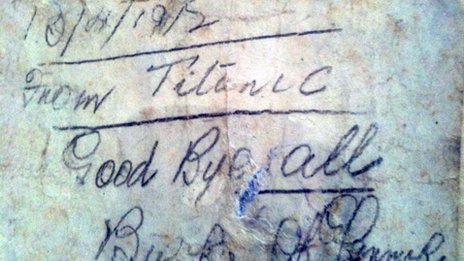 13/4/1912
From Titanic
Good Bye all
Burke Of